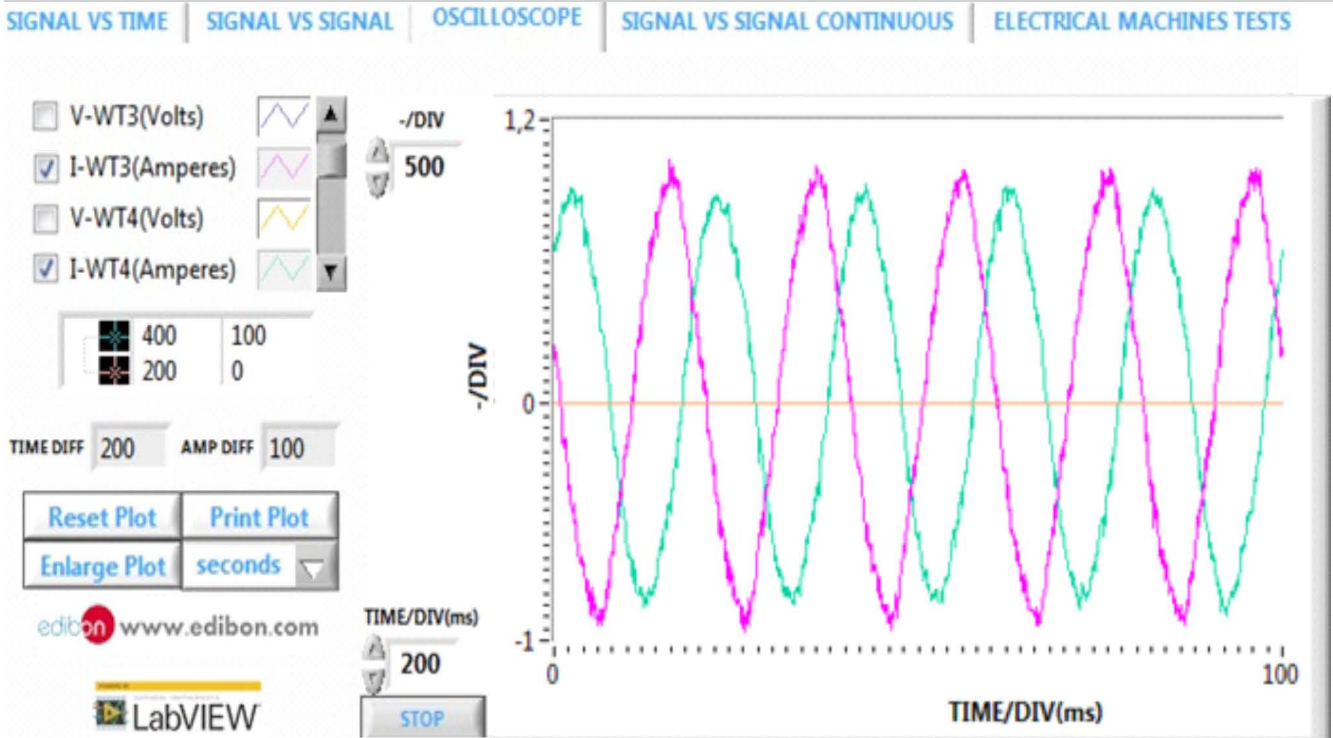 SIGNAL VS TIME
SIGNAL VS SIGNAL
OSCILLOSCOPE
SIGNAL VS SIGNAL CONTINUOUS
ELECTRICAL MACHINES TESTS
V-WT3(Volts)
I-WT3(Amperes)
V-WT4(Volts)
I-WT4(Amperes)
400 100
200 0
TIME DIFF 200 AMP DIFF 100
Reset Plot Print Plot
Enlarge Plot seconds
edibon www.edibon.com
LabVIEW
-/DIV
500
TIME/DIV(ms)
200
STOP
-/DIV
1,2
0
-1
0 100
TIME/DIV(ms)